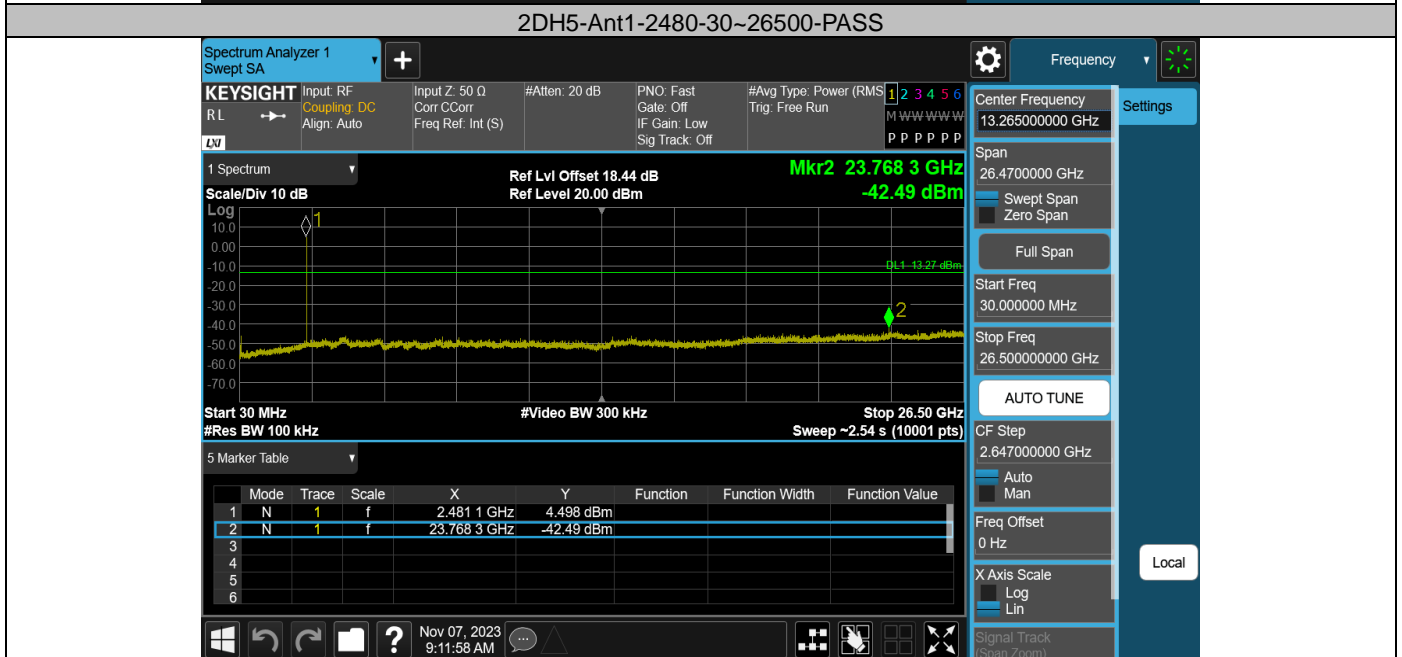 2DH5-Ant1-2480-30~26500-PASS
Spectrum Analyzer 1
Swept SA
+
Frequency
KEYSIGHT
RL
LXI
Input: RF
Coupling: DC
Align: Auto
Input Z: 50 Ω
Corr CCorr
Freq Ref: Int (S)
#Atten: 20 dB
PNO: Fast
Gate: Off
IF Gain: Low
Sig Track: Off
#Avg Type: Power (RMS
Trig: Free Run
1 2 3 4 5 6
M W W W W W
P P P P P P
1 Spectrum
Scale/Div 10 dB
Ref Lvl Offset 18.44 dB
Ref Level 20.00 dBm
Mkr2 23.768 3 GHz
-42.49 dBm
Log
10.0
0.00
-10.0
-20.0
-30.0
-40.0
-50.0
-60.0
-70.0
1
DL1 -13.27 dBm
2
Start 30 MHz
#Res BW 100 kHz
#Video BW 300 kHz
Stop 26.50 GHz
Sweep ~2.54 s (10001 pts)
5 Marker Table
Mode Trace Scale X Y Function Function Width Function Value
1 N 1 f 2.481 1 GHz 4.498 dBm
2 N 1 f 23.768 3 GHz -42.49 dBm
3
4
5
6
Nov 07, 2023
9:11:58 AM
Center Frequency
13.265000000 GHz
Settings
Span
26.4700000 GHz
Swept Span
Zero Span
Full Span
Start Freq
30.000000 MHz
Stop Freq
26.500000000 GHz
AUTO TUNE
CF Step
2.647000000 GHz
Auto
Man
Freq Offset
0 Hz
X Axis Scale
Log
Lin
Local
Signal Track
(Span Zoom)